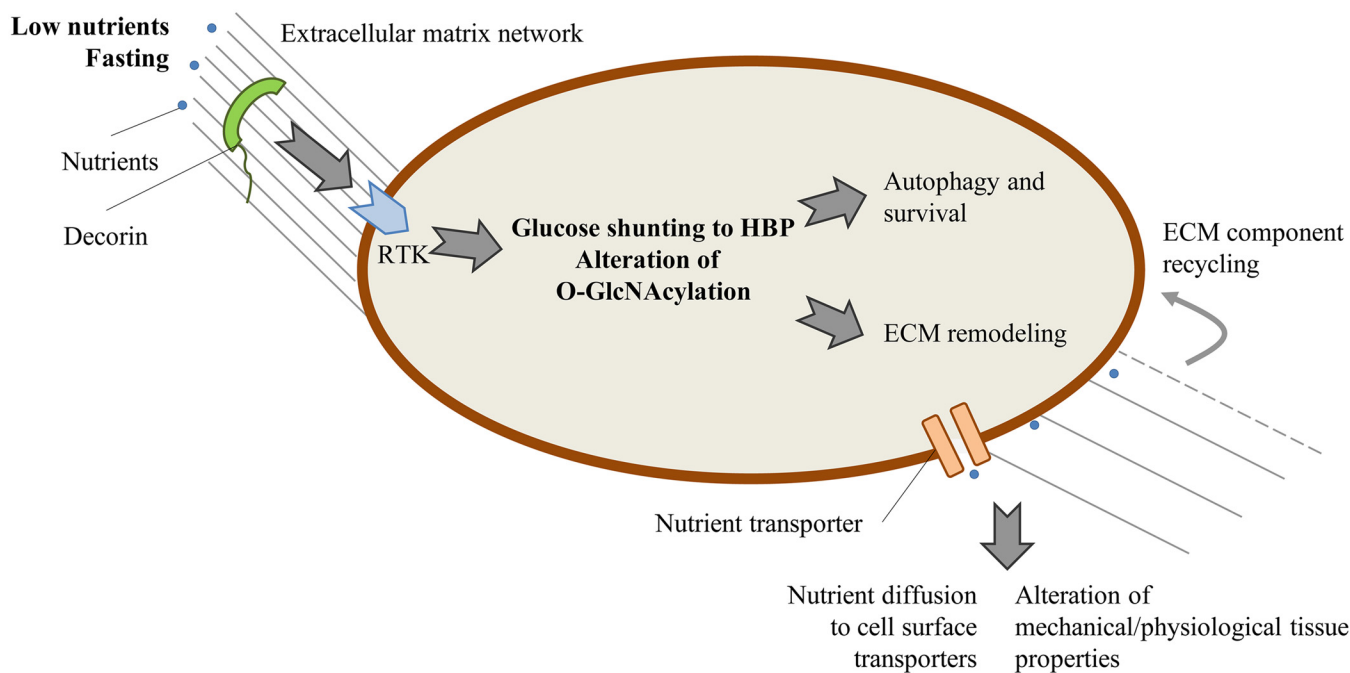 Low nutrients
Fasting
Extracellular matrix network
Nutrients
Decorin
RTK
Glucose shunting to HBP
Alteration of
O-GlcNAcylation
Autophagy and
survival
ECM remodeling
ECM component
recycling
Nutrient transporter
Nutrient diffusion
to cell surface
transporters
Alteration of
mechanical/physiological tissue
properties